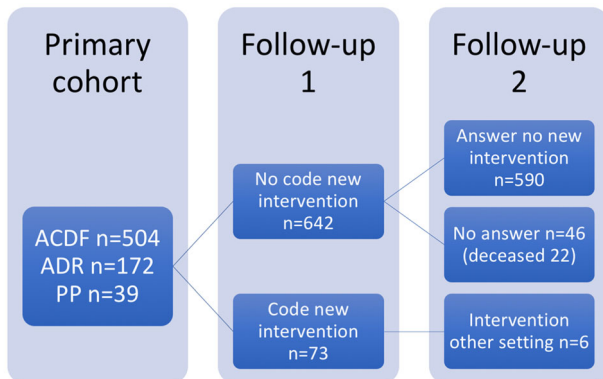 Primary
cohort
ACDF n=504
ADR n=172
PP n=39
Follow-up
1
No code new
intervention
n=642
Code new
intervention
n=73
Follow-up
2
Answer no new
intervention
n=590
No answer n=46
(deceased 22)
Intervention
other setting n=6